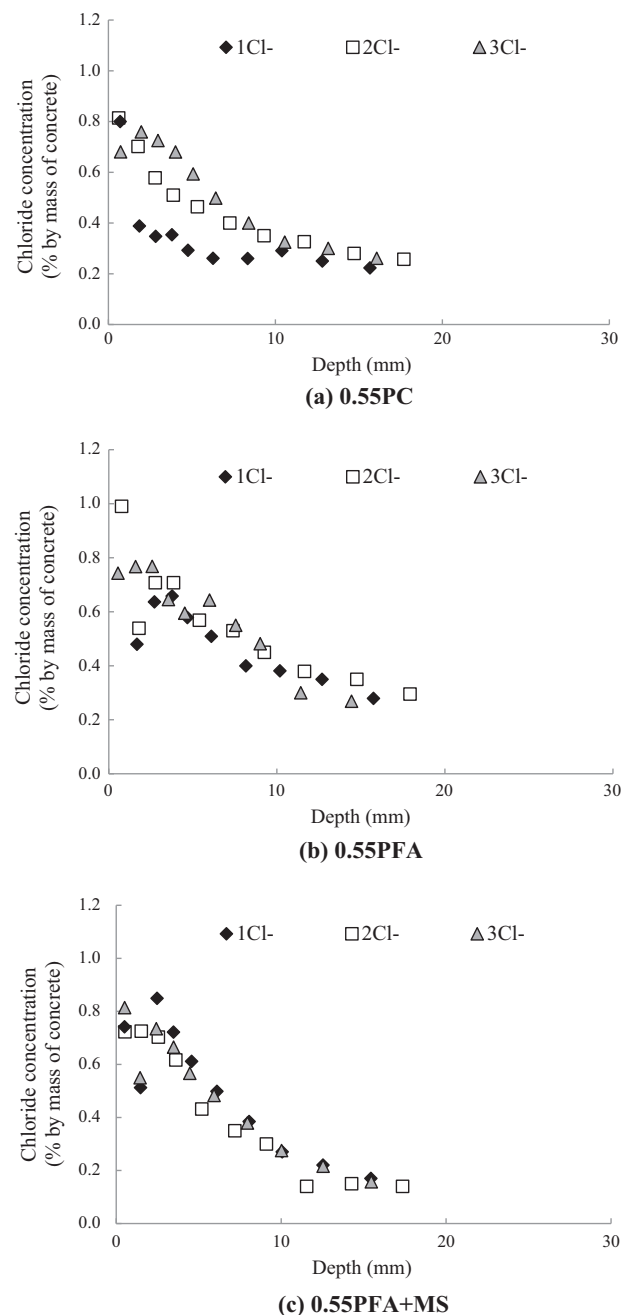 1Cl- 2Cl- 3Cl-
1.2
1.0
0.8
0.6
0.4
0.2
0.0
Chloride concentration
(% by mass of concrete)
0 10 20 30
Depth (mm)
(a) 0.55PC
1Cl- 2Cl- 3Cl-
1.2
1.0
0.8
0.6
0.4
0.2
0.0
Chloride concentration
(% by mass of concrete)
0 10 20 30
Depth (mm)
(b) 0.55PFA
1Cl- 2Cl- 3Cl-
1.2
1.0
0.8
0.6
0.4
0.2
0.0
Chloride concentration
(% by mass of concrete)
0 10 20 30
Depth (mm)
(c) 0.55PFA+MS